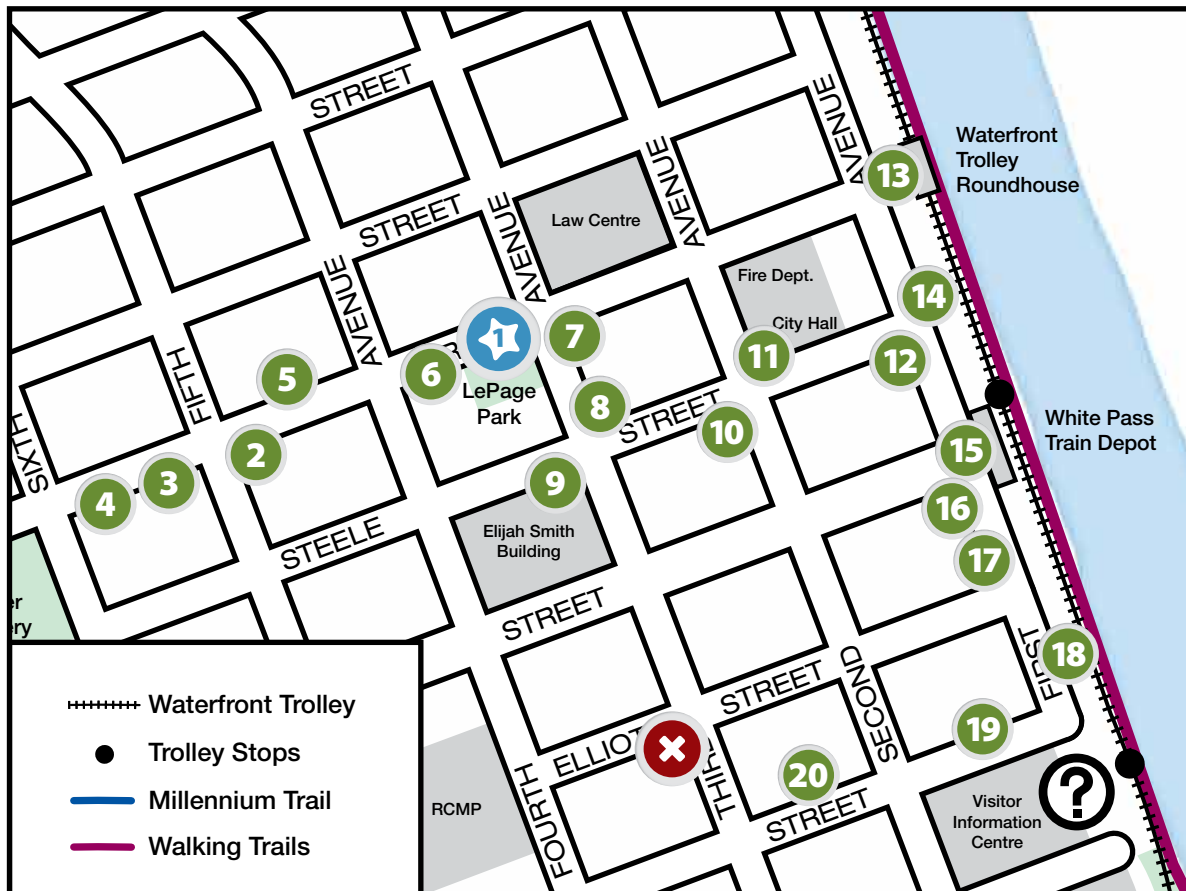 STREET
AVENUE
Waterfront
Trolley
Roundhouse
13
AVENUE
Law Centre
STREET
AVENUE
AVENUE
AVENUE
Fire Dept.
14
City Hall
1
7
11
12
FIFTH
5
6
LePage
Park
8
STREET
10
White Pass
Train Depot
15
SIXTH
4
3
2
9
16
STEELE
Elijah Smith
Building
17
STREET
FIRST
18
STREET
SECOND
19
ELLIOT
20
RCMP
FOURTH
STREET
Visitor
Information
Centre
?
Waterfront Trolley
Trolley Stops
Millennium Trail
Walking Trails